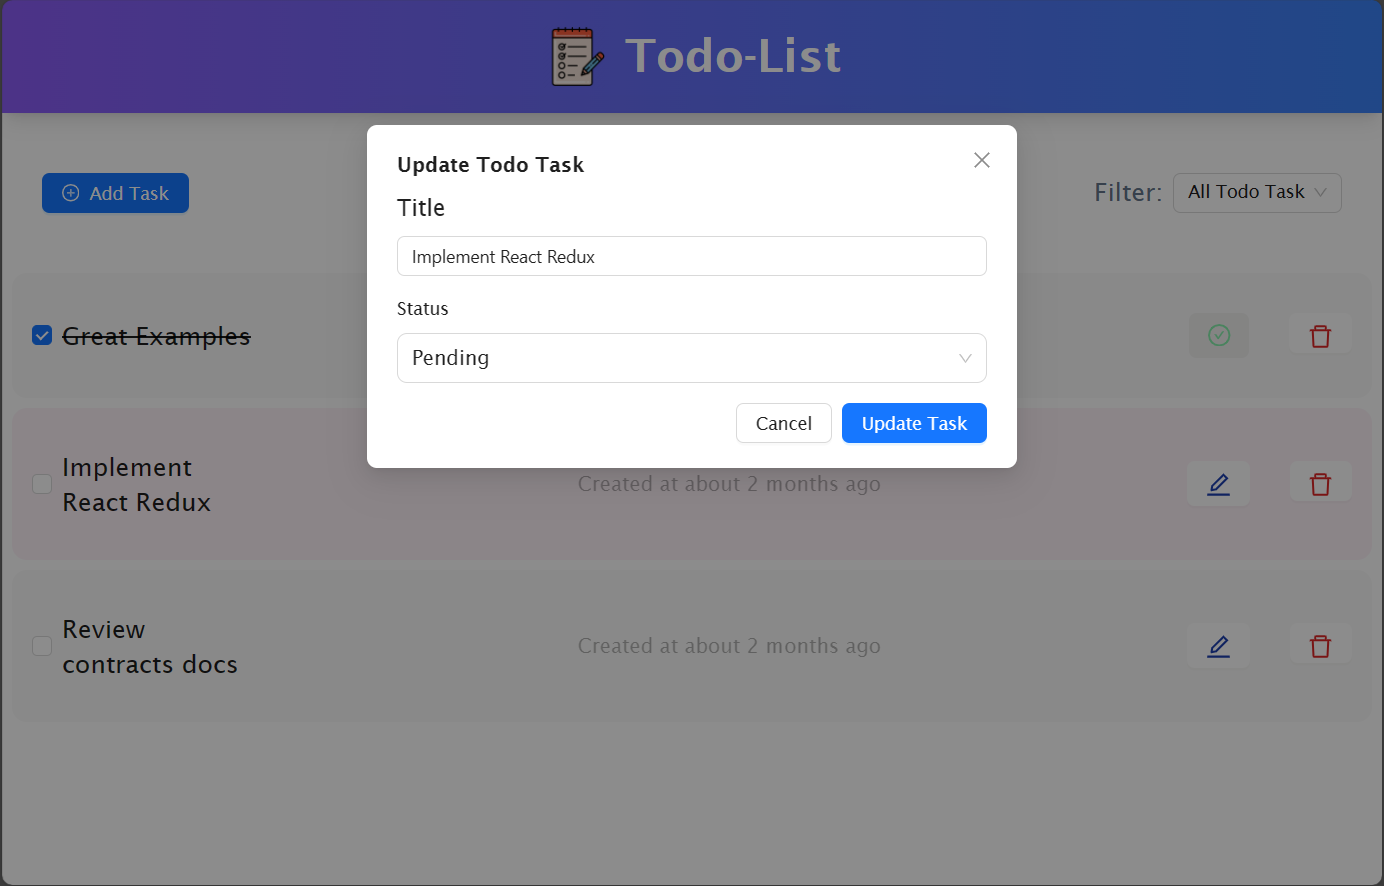 Todo-List
Update Todo Task
Title
Implement React Redux
Status
Pending
Cancel
Update Task
Add Task
Filter:
All Todo Task
Great Examples
Implement
React Redux
Created at about 2 months ago
Review
contracts docs
Created at about 2 months ago